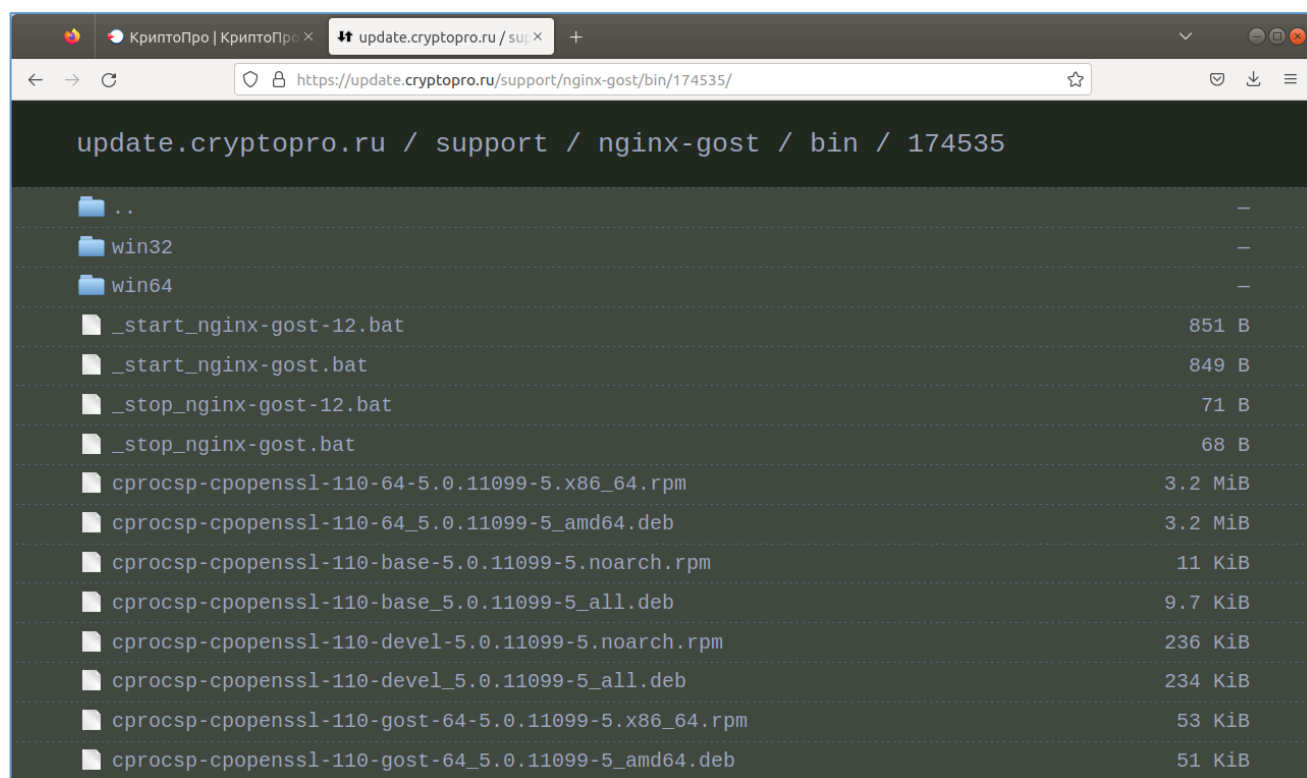 КриптоПро | КриптоПро
update.cryptopro.ru / sup
https://update.cryptopro.ru/support/nginx-gost/bin/174535/
update.cryptopro.ru / support / nginx-gost / bin / 174535
.. —
win32 —
win64 —
_start_nginx-gost-12.bat 851 B
_start_nginx-gost.bat 849 B
_stop_nginx-gost-12.bat 71 B
_stop_nginx-gost.bat 68 B
cprocsp-cpopenssl-110-64-5.0.11099-5.x86_64.rpm 3.2 MiB
cprocsp-cpopenssl-110-64_5.0.11099-5_amd64.deb 3.2 MiB
cprocsp-cpopenssl-110-base-5.0.11099-5.noarch.rpm 11 KiB
cprocsp-cpopenssl-110-base_5.0.11099-5_all.deb 9.7 KiB
cprocsp-cpopenssl-110-devel-5.0.11099-5.noarch.rpm 236 KiB
cprocsp-cpopenssl-110-devel_5.0.11099-5_all.deb 234 KiB
cprocsp-cpopenssl-110-gost-64-5.0.11099-5.x86_64.rpm 53 KiB
cprocsp-cpopenssl-110-gost-64_5.0.11099-5_amd64.deb 51 KiB